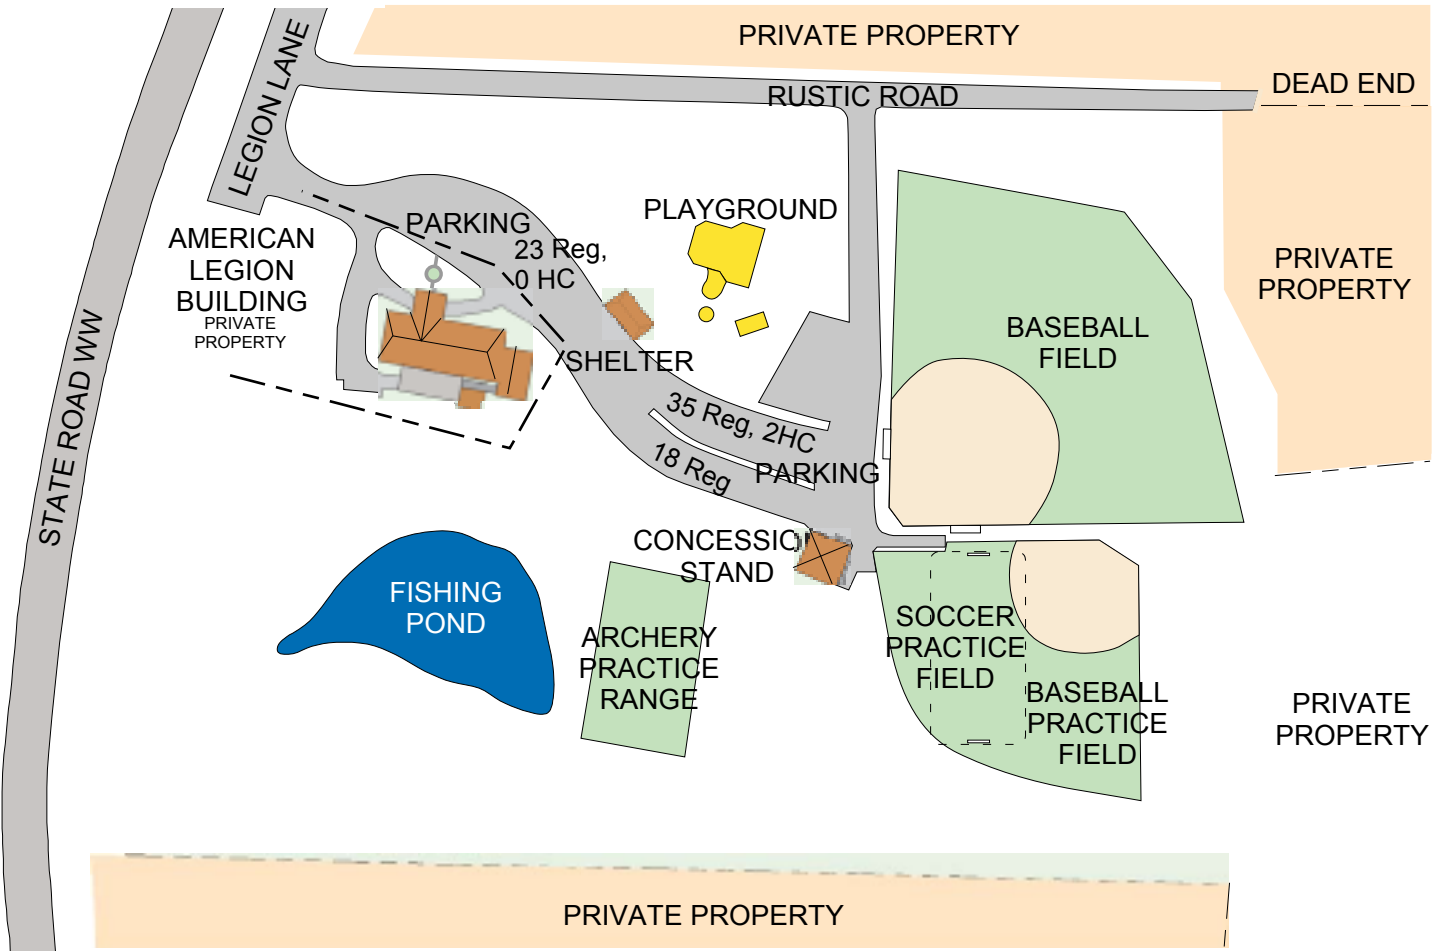 PRIVATE PROPERTY
DEAD END
RUSTIC ROAD
LEGION LANE
PLAYGROUND
PARKING
23 Reg,
0 HC
AMERICAN
LEGION
BUILDING
PRIVATE
PROPERTY
PRIVATE
PROPERTY
BASEBALL
FIELD
SHELTER
35 Reg, 2HC
18 Reg
PARKING
STATE ROAD WW
CONCESSIO
STAND
FISHING
POND
ARCHERY
PRACTICE
RANGE
SOCCER
PRACTICE
FIELD
BASEBALL
PRACTICE
FIELD
PRIVATE
PROPERTY
PRIVATE PROPERTY